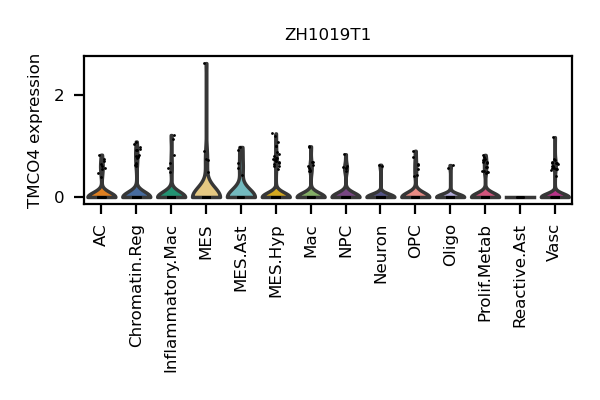 ZH1019T1
TMCO4 expression
2
0
AC
Chromatin.Reg
Inflammatory.Mac
MES
MES.Ast
MES.Hyp
Mac
NPC
Neuron
OPC
Oligo
Prolif.Metab
Reactive.Ast
Vasc